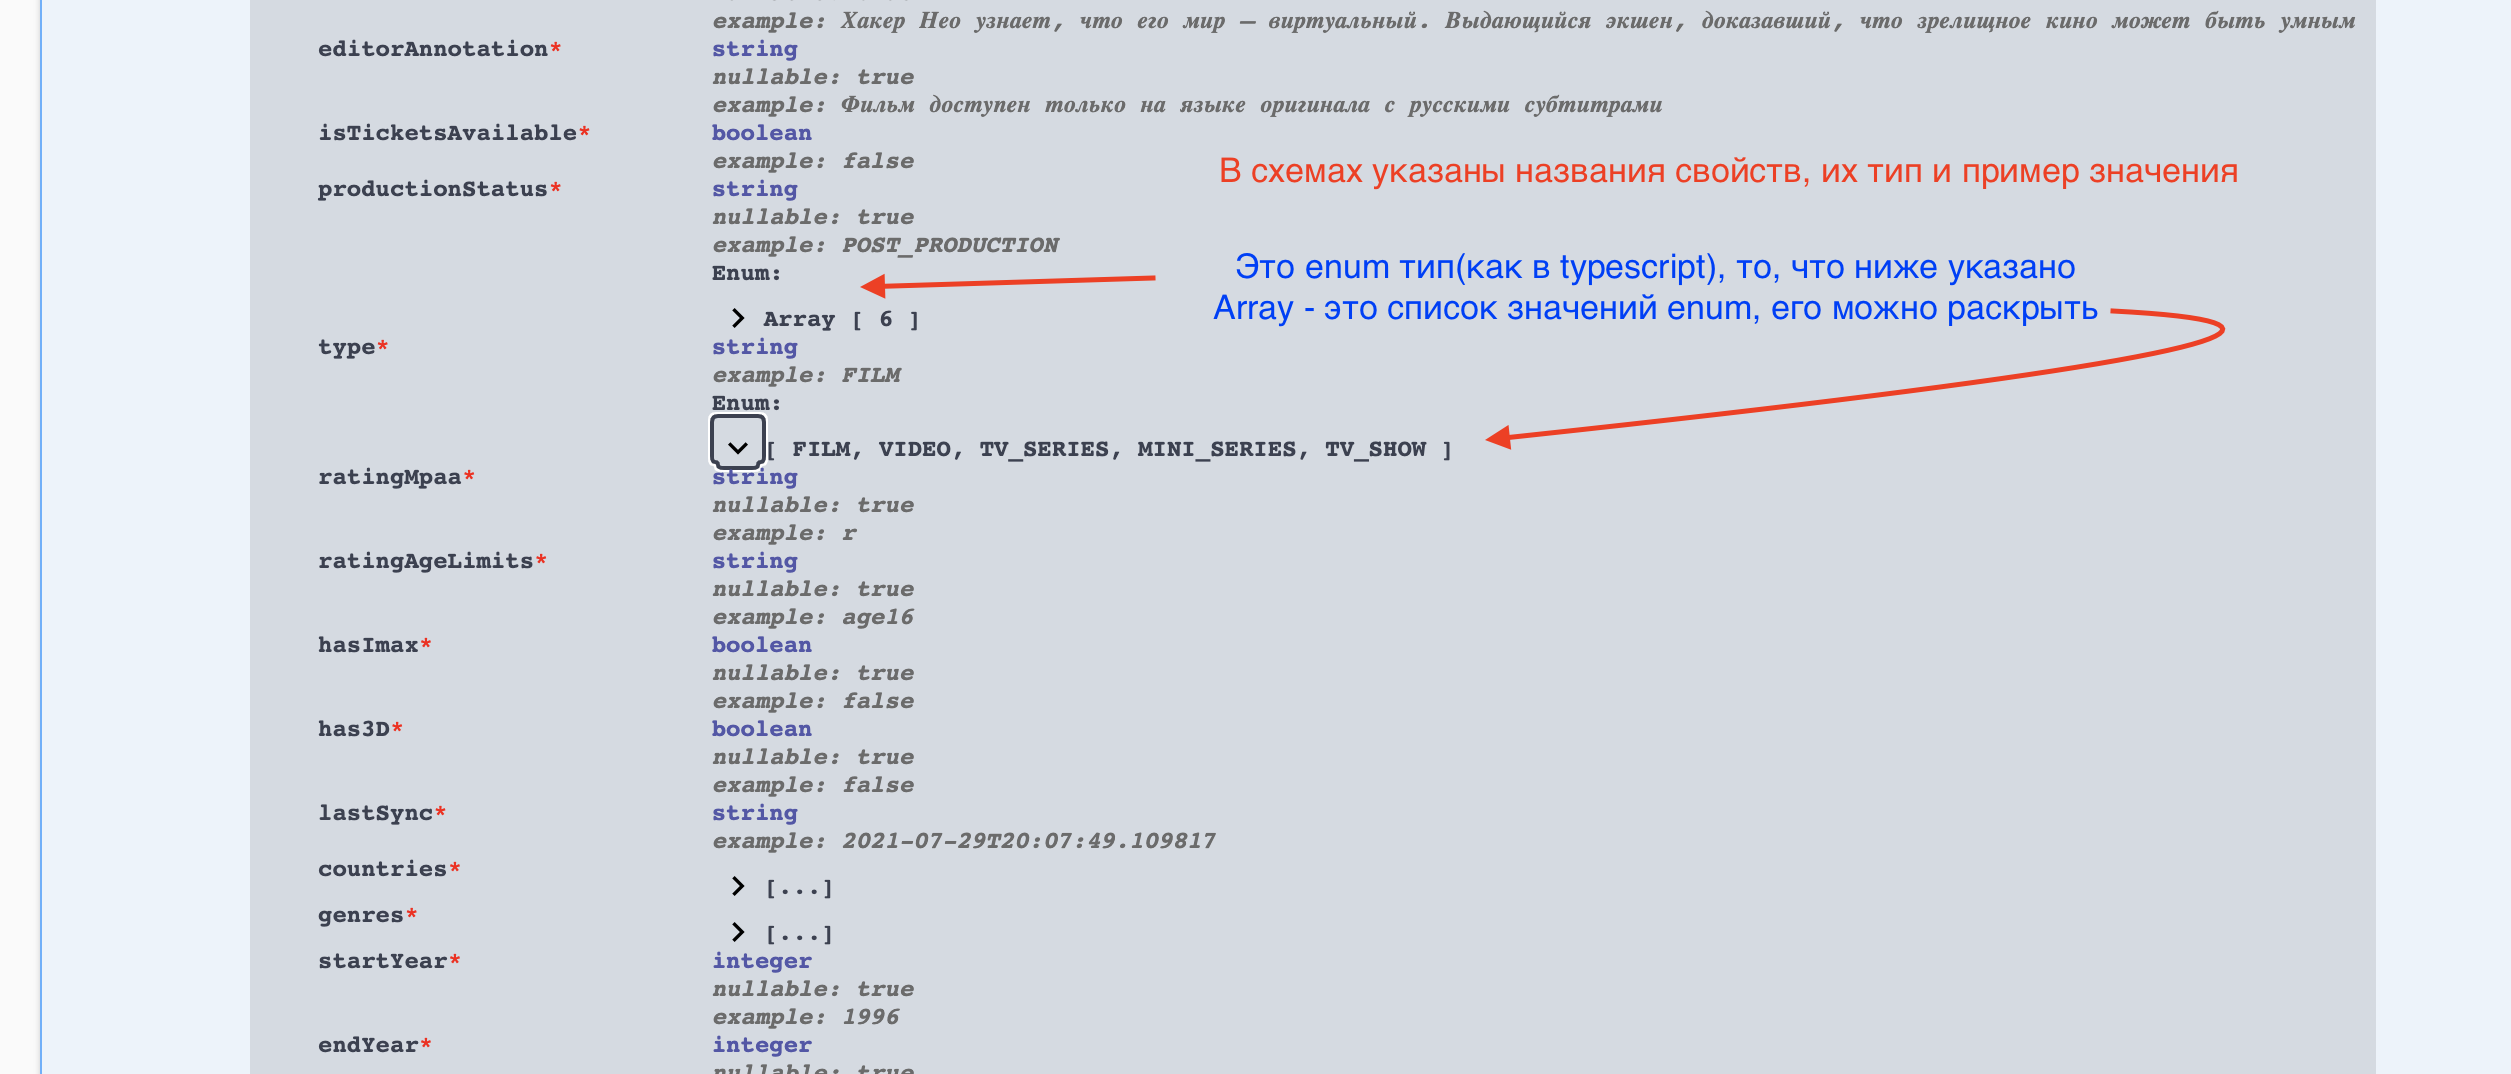 example: Хакер Нео узнает, что его мир — виртуальный. Выдающийся экшен, доказавший, что зрелищное кино может быть умным
editorAnnotation* string
nullable: true
example: Фильм доступен только на языке оригинала с русскими субтитрами
isTicketsAvailable* boolean
example: false
В схемах указаны названия свойств, их тип и пример значения
productionStatus* string
nullable: true
example: POST_PRODUCTION
Enum:
Это enum тип(как в typescript), то, что ниже указано
Array - это список значений enum, его можно раскрыть
Array [ 6 ]
type* string
example: FILM
Enum:
[ FILM, VIDEO, TV_SERIES, MINI_SERIES, TV_SHOW ]
ratingMpaa* string
nullable: true
example: r
ratingAgeLimits* string
nullable: true
example: age16
hasImax* boolean
nullable: true
example: false
has3D* boolean
nullable: true
example: false
lastSync* string
example: 2021-07-29T20:07:49.109817
countries*
[...]
genres*
[...]
startYear* integer
nullable: true
example: 1996
endYear* integer
nullable: true